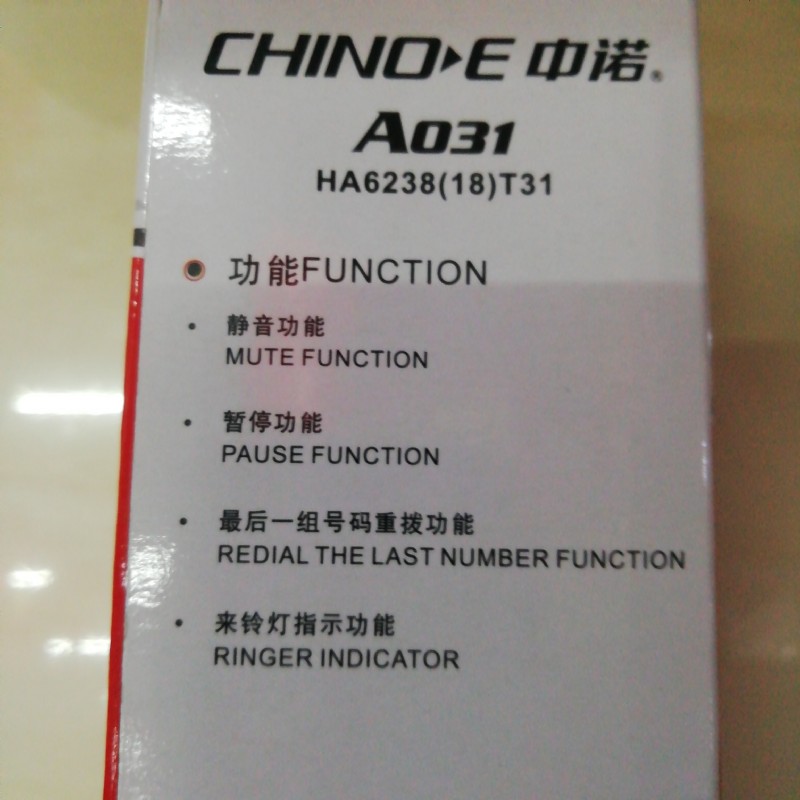 CHINO-E 中诺®
A031
HA6238(18)T31
功能FUNCTION
• 静音功能
MUTE FUNCTION
• 暂停功能
PAUSE FUNCTION
• 最后一组号码重拨功能
REDIAL THE LAST NUMBER FUNCTION
• 来铃灯指示功能
RINGER INDICATOR